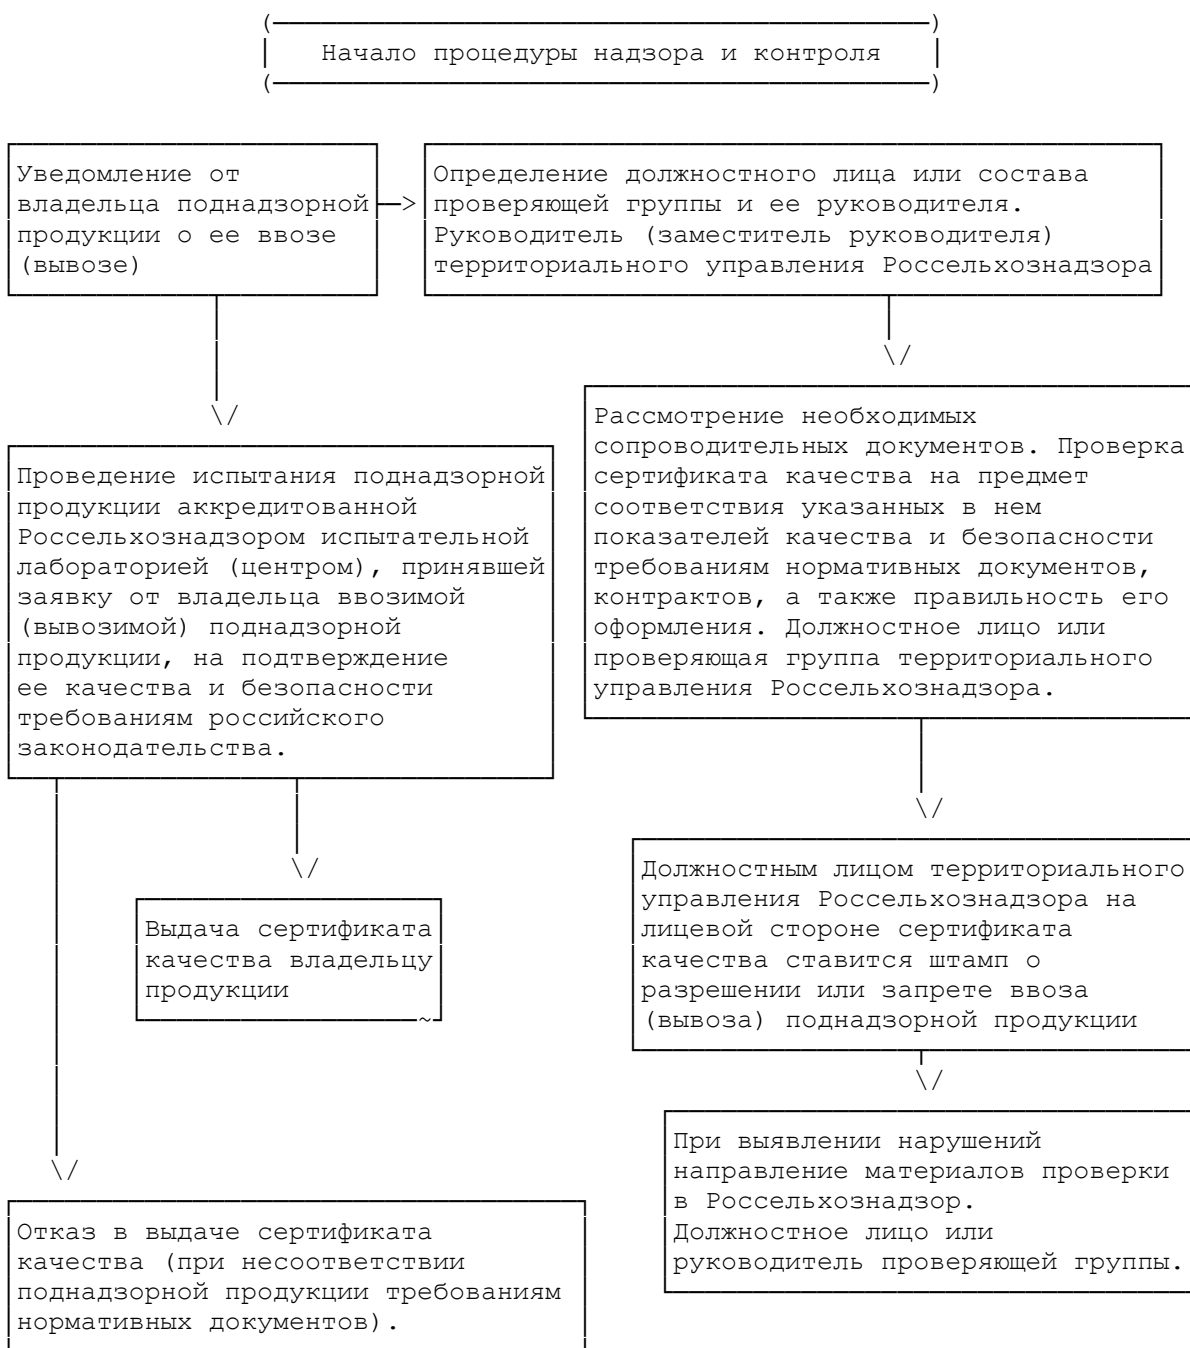 Начало процедуры надзора и контроля
Уведомление от
владельца поднадзорной
продукции о ее ввозе
(вывозе)
Определение должностного лица или состава
проверяющей группы и ее руководителя.
Руководитель (заместитель руководителя)
территориального управления Россельхознадзора
Проведение испытания поднадзорной
продукции аккредитованной
Россельхознадзором испытательной
лабораторией (центром), принявшей
заявку от владельца ввозимой
(вывозимой) поднадзорной
продукции, на подтверждение
ее качества и безопасности
требованиям российского
законодательства.
Рассмотрение необходимых
сопроводительных документов. Проверка
сертификата качества на предмет
соответствия указанных в нем
показателей качества и безопасности
требованиям нормативных документов,
контрактов, а также правильность его
оформления. Должностное лицо или
проверяющая группа территориального
управления Россельхознадзора.
Выдача сертификата
качества владельцу
продукции
Должностным лицом территориального
управления Россельхознадзора на
лицевой стороне сертификата
качества ставится штамп о
разрешении или запрете ввоза
(вывоза) поднадзорной продукции
Отказ в выдаче сертификата
качества (при несоответствии
поднадзорной продукции требованиям
нормативных документов).
При выявлении нарушений
направление материалов проверки
в Россельхознадзор.
Должностное лицо или
руководитель проверяющей группы.